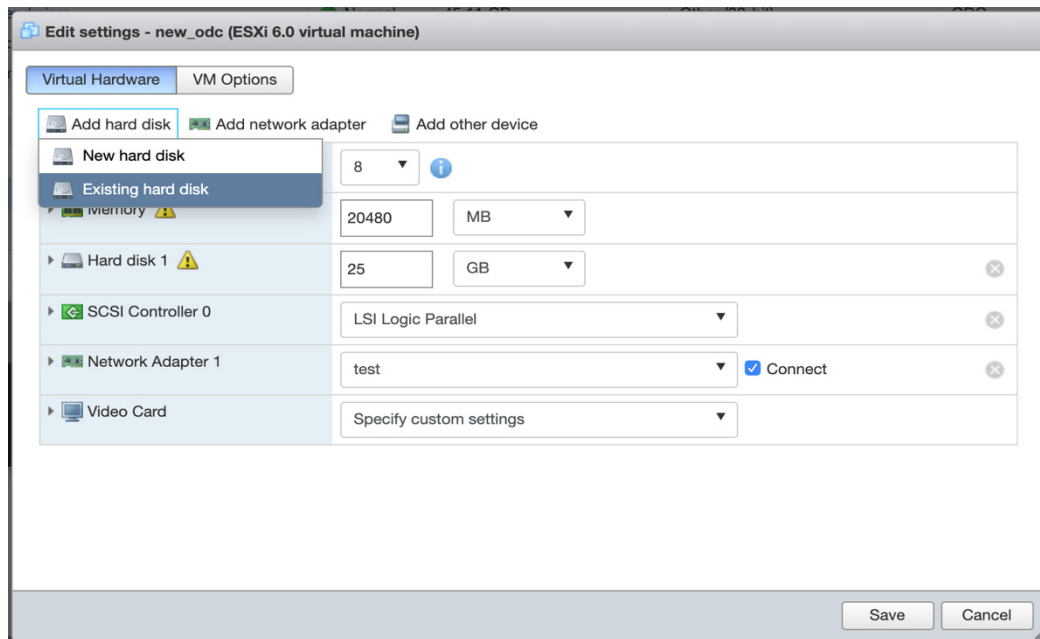 Edit settings - new_odc (ESXi 6.0 virtual machine)
Virtual Hardware VM Options
Add hard disk Add network adapter Add other device
New hard disk
8
Existing hard disk
Memory 20480 MB
Hard disk 1 25 GB
SCSI Controller 0 LSI Logic Parallel
Network Adapter 1 test Connect
Video Card Specify custom settings
Save Cancel